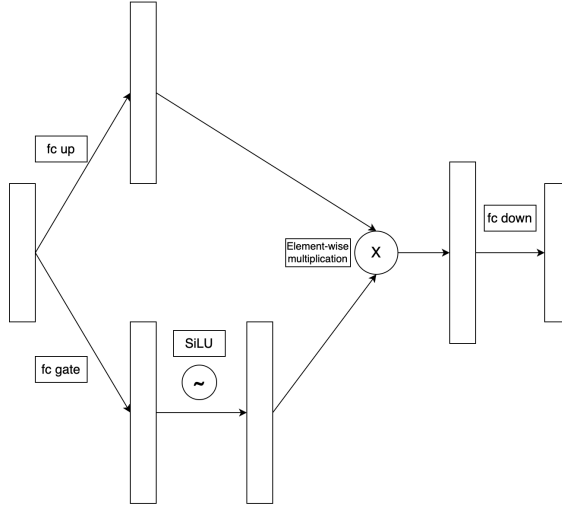 fc up
Element-wise
multiplication
X
fc down
SiLU
~
fc gate